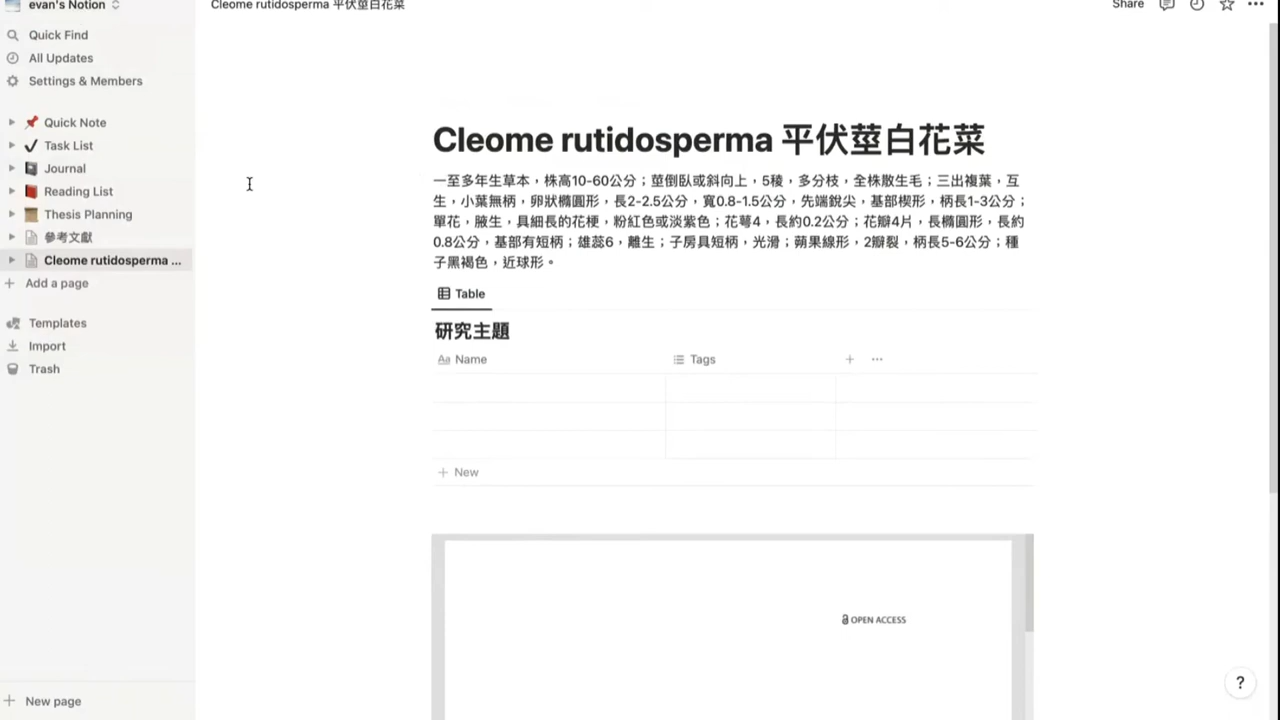 evan's Notion
Cleome rutidosperma 平伏莖白花菜
Share
Quick Find
All Updates
Settings & Members
Quick Note
Task List
Journal
Reading List
Thesis Planning
參考文獻
Cleome rutidosperma ...
Add a page
Templates
Import
Trash
New page
Cleome rutidosperma 平伏莖白花菜
一至多年生草本，株高10-60公分；莖倒臥或斜向上，5稜，多分枝，全株散生毛；三出複葉，互
生，小葉無柄，卵狀橢圓形，長2-2.5公分，寬0.8-1.5公分，先端銳尖，基部楔形，柄長1-3公分；
單花，腋生，具細長的花梗，粉紅色或淡紫色；花萼4，長約0.2公分；花瓣4片，長橢圓形，長約
0.8公分，基部有短柄；雄蕊6，離生；子房具短柄，光滑；蒴果線形，2瓣裂，柄長5-6公分；種
子黑褐色，近球形。
Table
研究主題
Aa Name
Tags
New
OPEN ACCESS
?